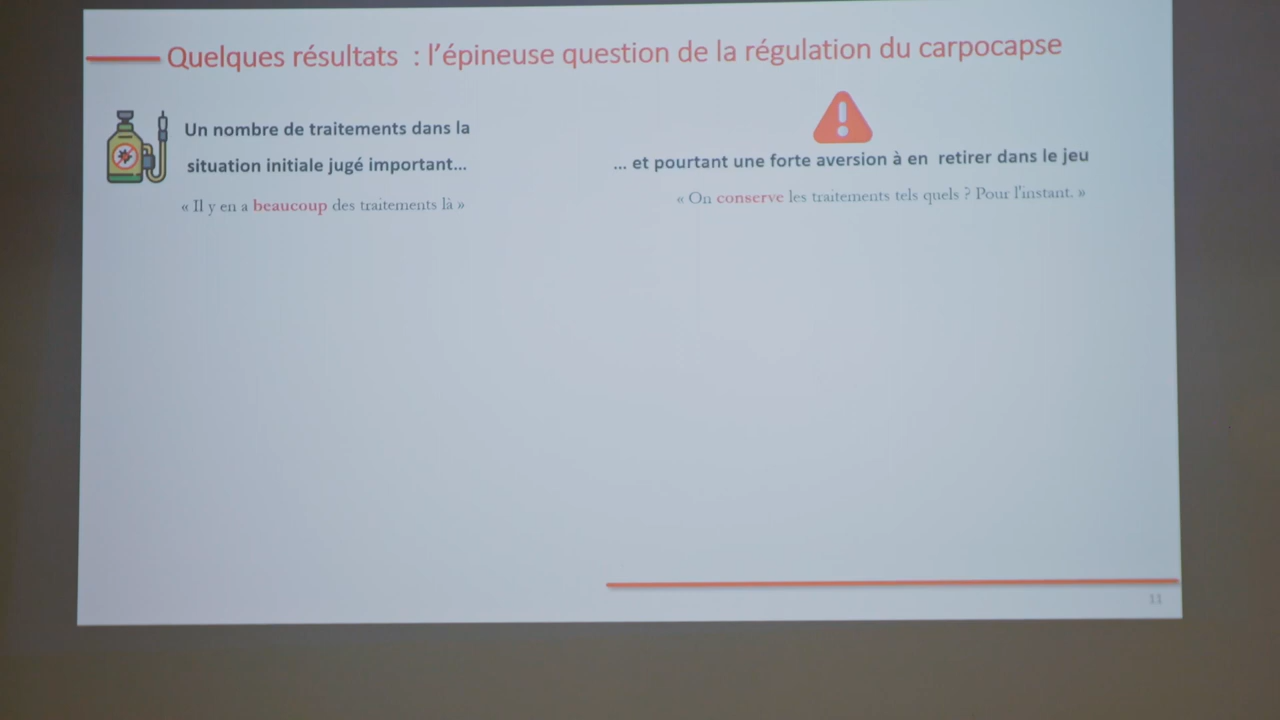 Quelques résultats : l'épineuse question de la régulation du carpocapse
Un nombre de traitements dans la
situation initiale jugé important...
« Il y en a beaucoup des traitements là »
... et pourtant une forte aversion à en retirer dans le jeu
« On conserve les traitements tels quels ? Pour l'instant. »
11